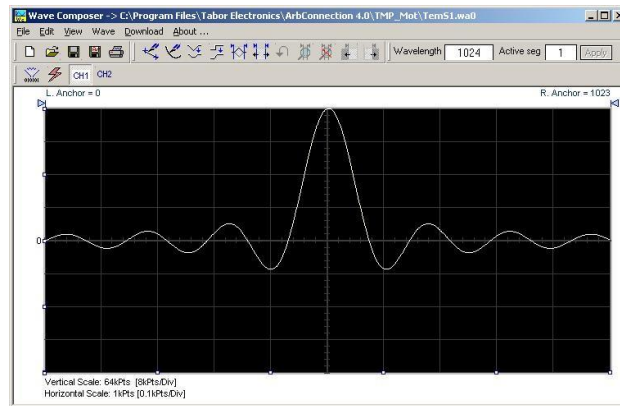 Wave Composer -> C:\Program Files\Tabor Electronics\ArbConnection 4.0\TMP_Mot\TemS1.wa0
File Edit View Wave Download About ...
Wavelength 1024 Active seg 1 Apply
CH1 CH2
L. Anchor = 0 R. Anchor = 1023
0
Vertical Scale: 64kPts [8kPts/Div]
Horizontal Scale: 1kPts [0.1kPts/Div]